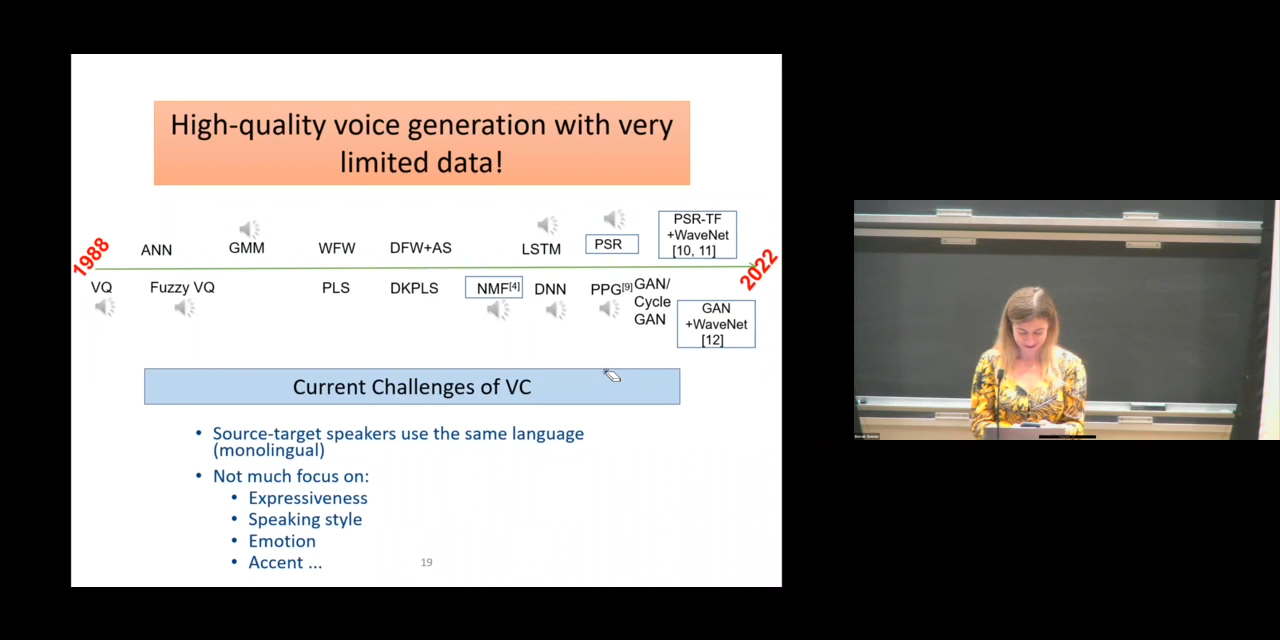 High-quality voice generation with very
limited data!
1988
2022
ANN
GMM
WFW
DFW+AS
LSTM
PSR
PSR-TF
+WaveNet
[10, 11]
VQ
Fuzzy VQ
PLS
DKPLS
NMF[4]
DNN
PPG[9]
GAN/
Cycle
GAN
GAN
+WaveNet
[12]
Current Challenges of VC
• Source-target speakers use the same language
(monolingual)
• Not much focus on:
• Expressiveness
• Speaking style
• Emotion
• Accent ...
19